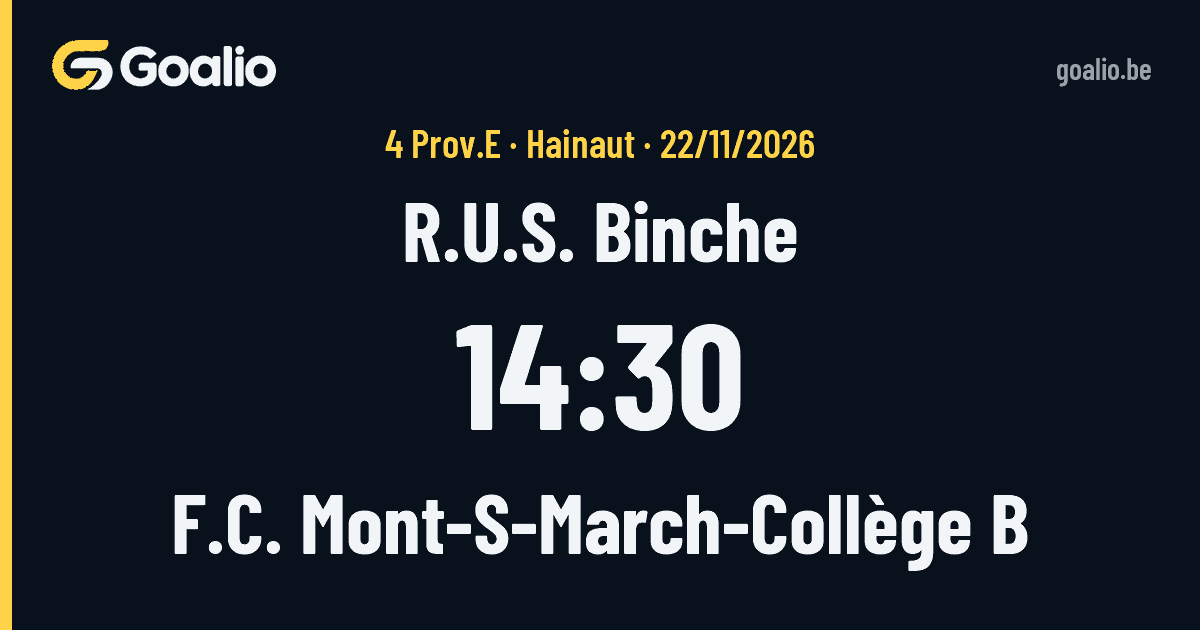 Goalio
goalio.be
4 Prov.E · Hainaut · 22/11/2026
R.U.S. Binche
14:30
F.C. Mont-S-March-Collège B